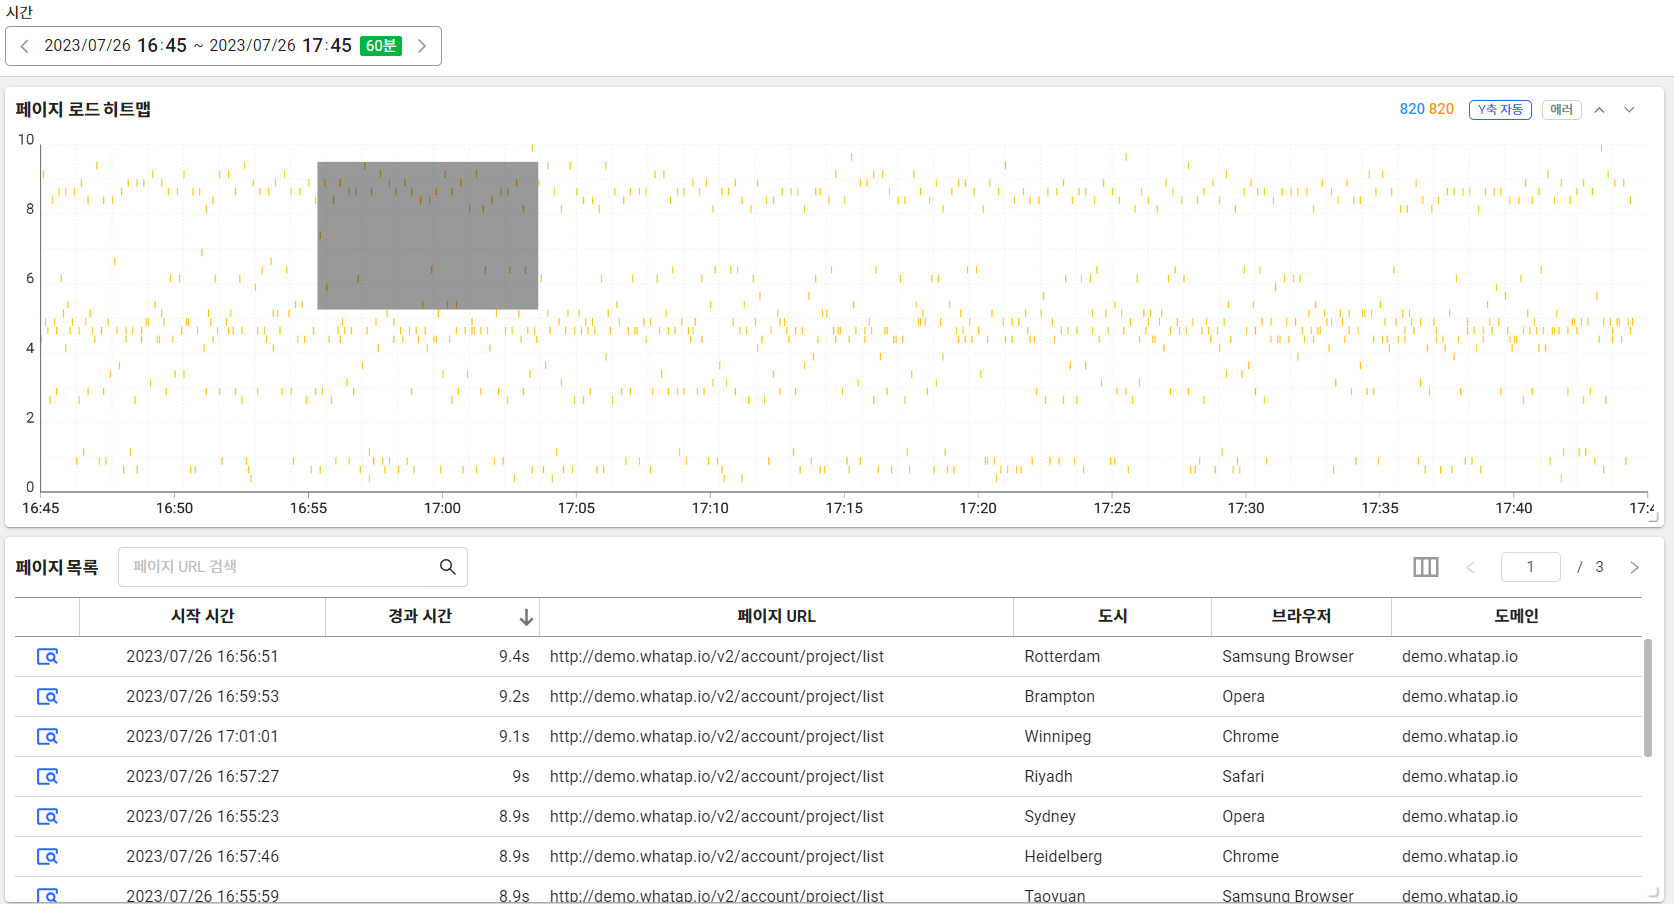 시간
2023/07/26 16:45 ~ 2023/07/26 17:45 60분
페이지 로드 히트맵
820 820 Y축 자동 에러
10
8
6
4
2
0
16:45 16:50 16:55 17:00 17:05 17:10 17:15 17:20 17:25 17:30 17:35 17:40
페이지 목록 페이지 URL 검색 1 / 3
시작 시간 경과 시간 페이지 URL 도시 브라우저 도메인
2023/07/26 16:56:51 9.4s http://demo.whatap.io/v2/account/project/list Rotterdam Samsung Browser demo.whatap.io
2023/07/26 16:59:53 9.2s http://demo.whatap.io/v2/account/project/list Brampton Opera demo.whatap.io
2023/07/26 17:01:01 9.1s http://demo.whatap.io/v2/account/project/list Winnipeg Chrome demo.whatap.io
2023/07/26 16:57:27 9s http://demo.whatap.io/v2/account/project/list Riyadh Safari demo.whatap.io
2023/07/26 16:55:23 8.9s http://demo.whatap.io/v2/account/project/list Sydney Opera demo.whatap.io
2023/07/26 16:57:46 8.9s http://demo.whatap.io/v2/account/project/list Heidelberg Chrome demo.whatap.io
2023/07/26 16:55:59 8.9s http://demo.whatap.io/v2/account/project/list Taoyuan Samsung Browser demo.whatap.io